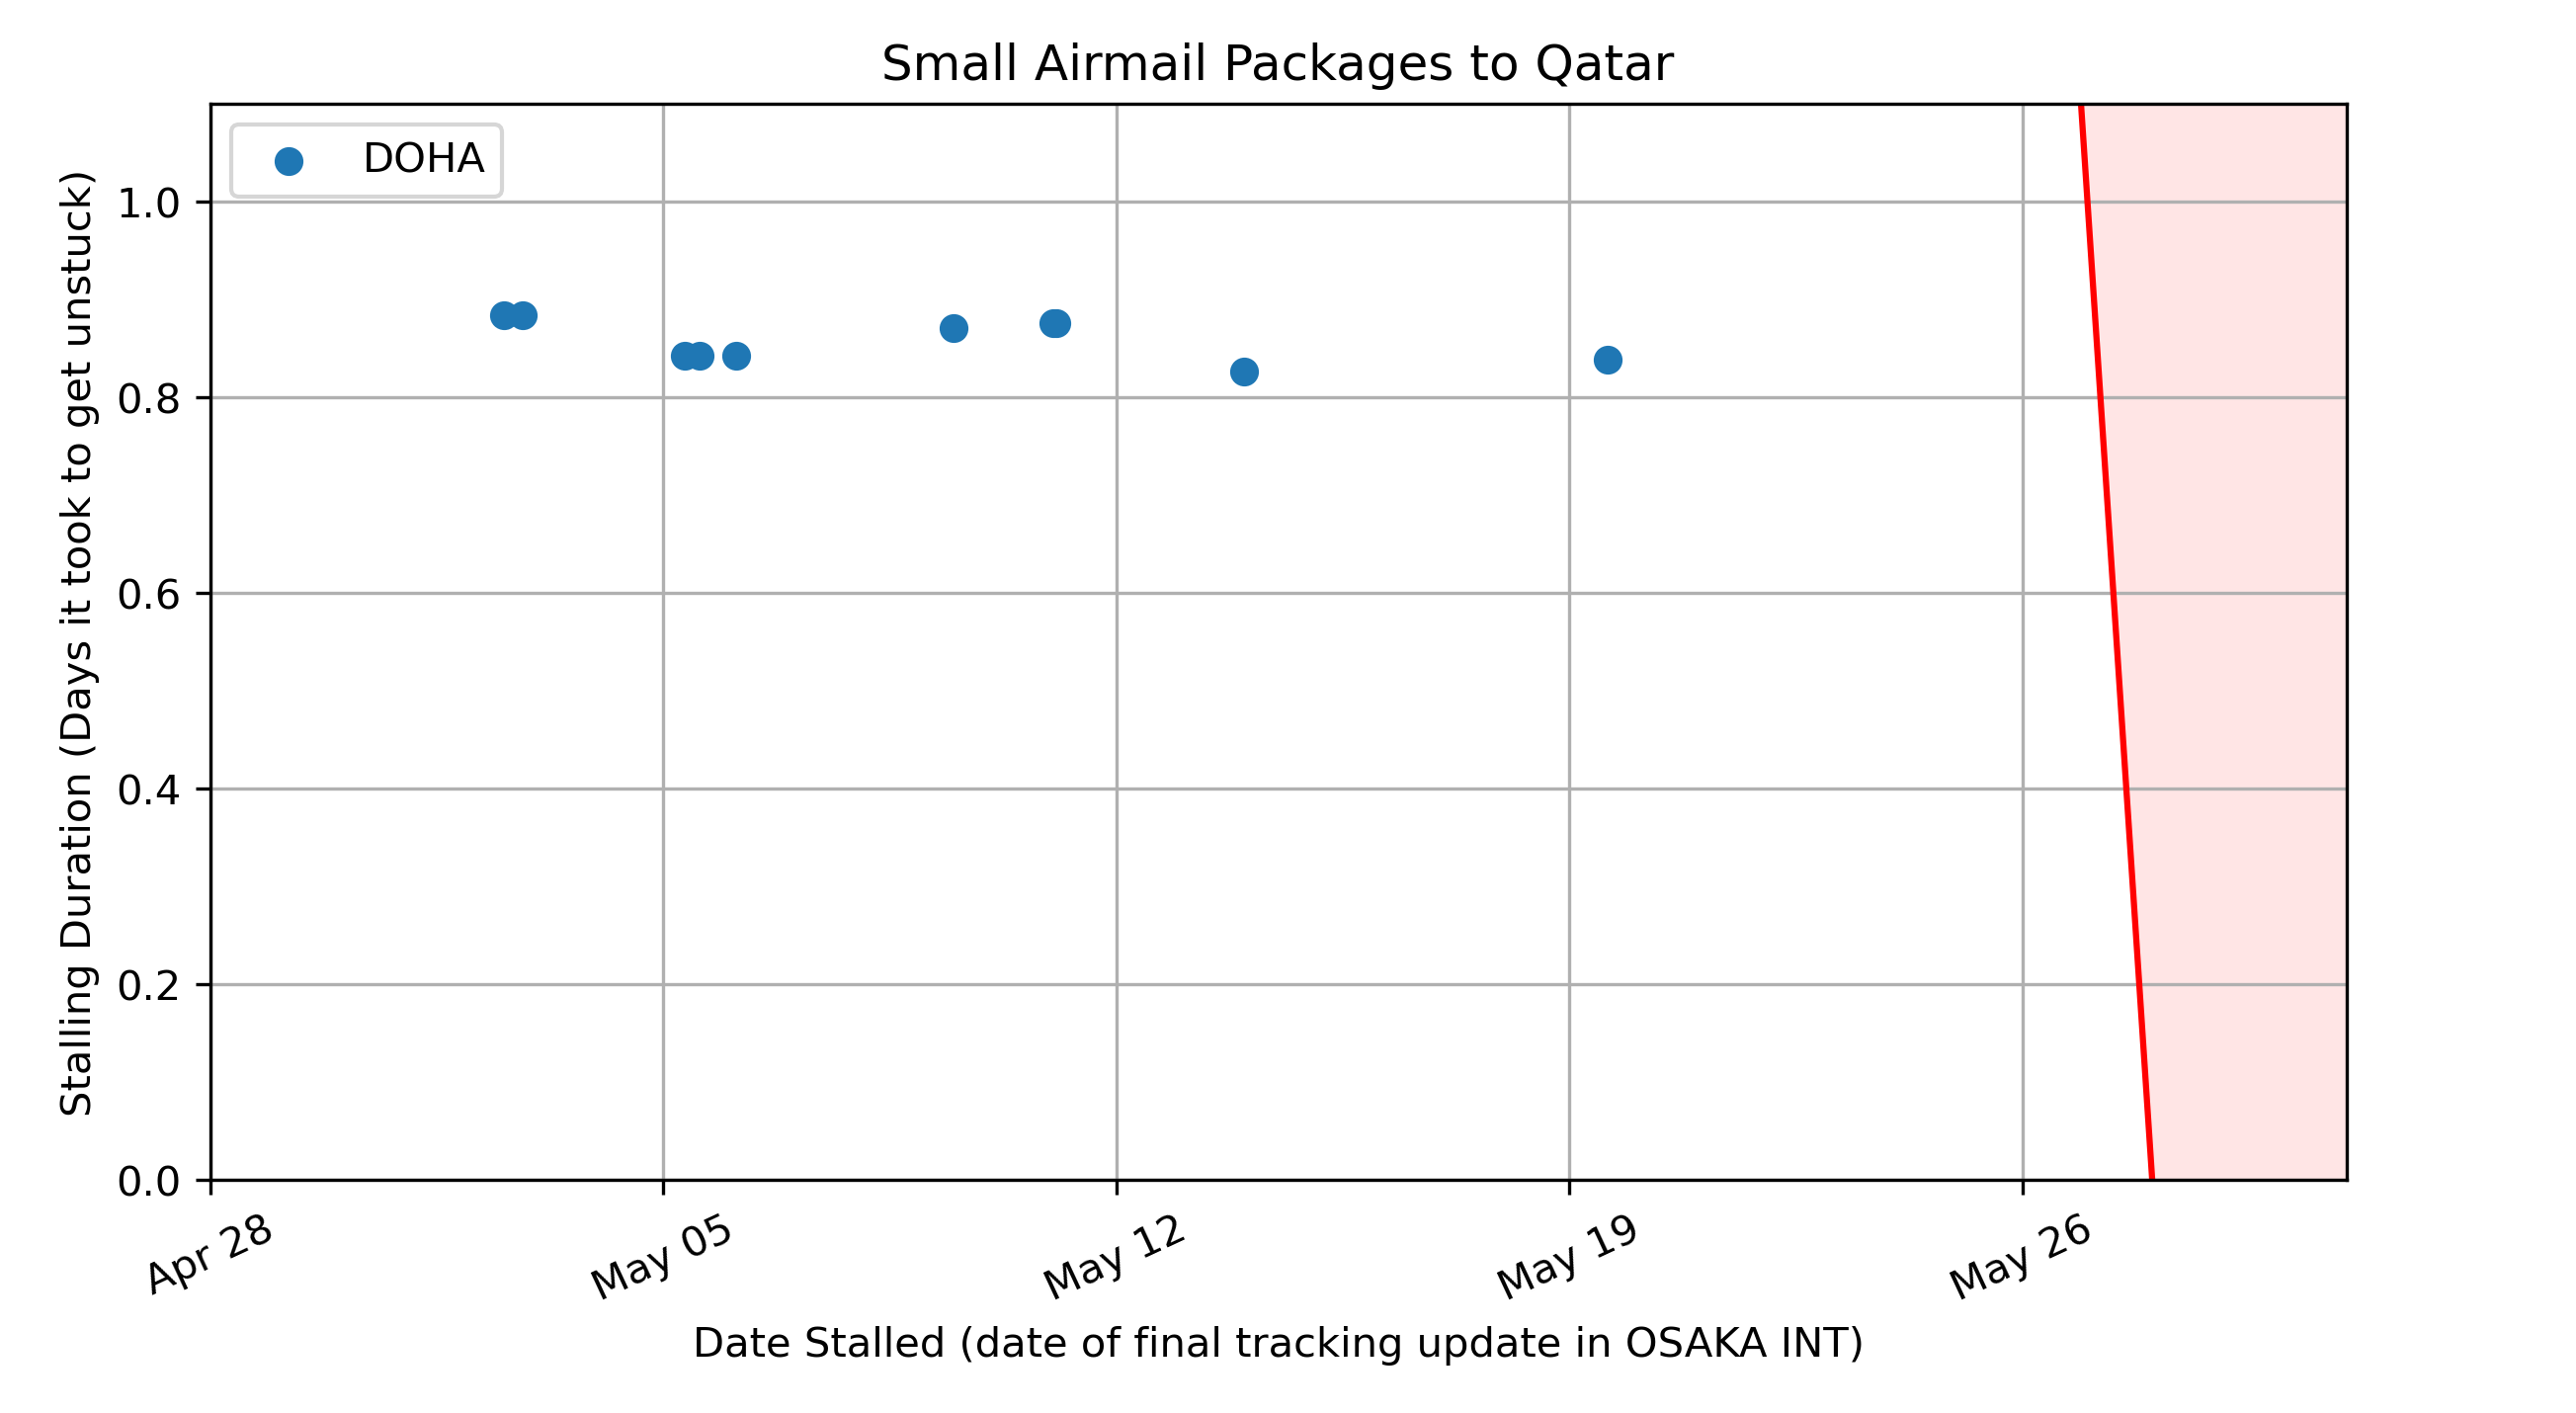 Small Airmail Packages to Qatar
DOHA
Stalling Duration (Days it took to get unstuck)
1.0
0.8
0.6
0.4
0.2
0.0
Apr 28
May 05
May 12
May 19
May 26
Date Stalled (date of final tracking update in OSAKA INT)